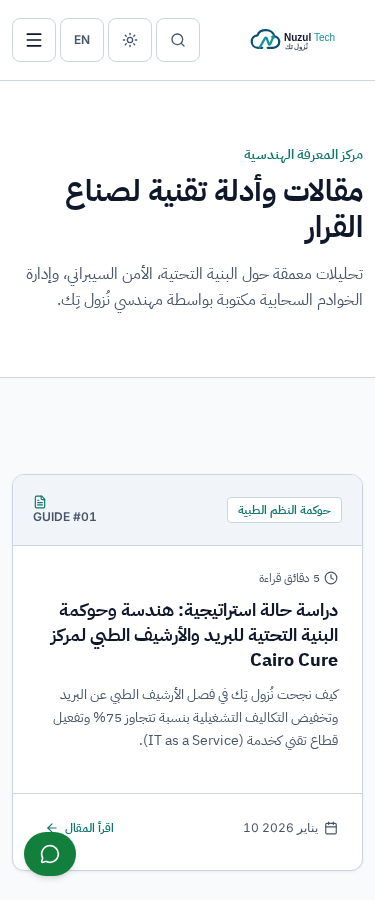 Nuzul Tech
نُزول تك
EN
مركز المعرفة الهندسية
مقالات وأدلة تقنية لصناع
القرار
تحليلات معمقة حول البنية التحتية، الأمن السيبراني، وإدارة
الخوادم السحابية مكتوبة بواسطة مهندسي نُزول تِك.
حوكمة النظم الطبية
GUIDE #01
5 دقائق قراءة
دراسة حالة استراتيجية: هندسة وحوكمة
البنية التحتية للبريد والأرشيف الطبي لمركز
Cairo Cure
كيف نجحت نُزول تِك في فصل الأرشيف الطبي عن البريد
وتخفيض التكاليف التشغيلية بنسبة تتجاوز 75% وتفعيل
قطاع تقني كخدمة (IT as a Service).
10 يناير 2026
اقرأ المقال